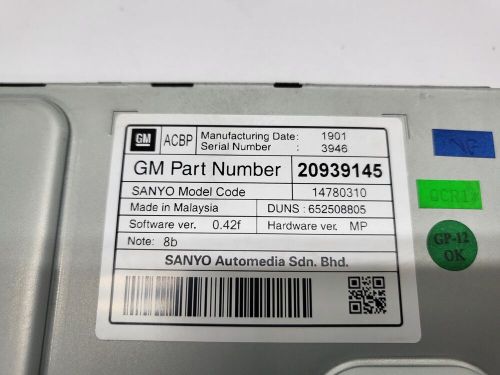 GM ACBP Manufacturing Date: 1901
Serial Number : 3946
GM Part Number 20939145
SANYO Model Code 14780310
Made in Malaysia DUNS : 652508805
Software ver. 0.42f Hardware ver. MP
Note: 8b
SANYO Automedia Sdn. Bhd.
GP-12
OK